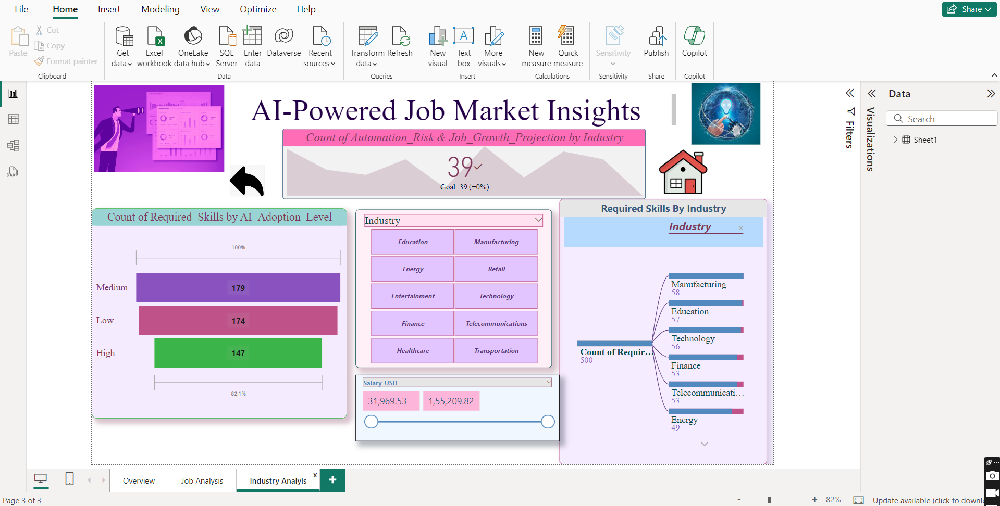 File Home Insert Modeling View Optimize Help Share
Paste Cut
Copy
Format painter
Get data Excel workbook OneLake data hub SQL Server Enter data Dataverse Recent sources
Transform data Refresh New visual Text box More visuals New measure Quick measure Sensitivity Publish Copilot
Clipboard Data Queries Insert Calculations Sensitivity Share Copilot
AI-Powered Job Market Insights
Count of Automation_Risk & Job_Growth_Projection by Industry
39
Goal: 39 (+0%)
Count of Required_Skills by AI_Adoption_Level
100%
Medium 179
Low 174
High 147
82.1%
Industry
Education Manufacturing
Energy Retail
Entertainment Technology
Finance Telecommunications
Healthcare Transportation
Salary_USD
31,969.53 1,55,209.82
Required Skills By Industry
Industry
Count of Requir...
500
Manufacturing
58
Education
57
Technology
56
Finance
53
Telecommunicati...
53
Energy
49
Filters
Visualizations
Data
Search
Sheet1
DAX
Overview Job Analysis Industry Analyis x +
Page 3 of 3
- + 82% Update available (click to downl